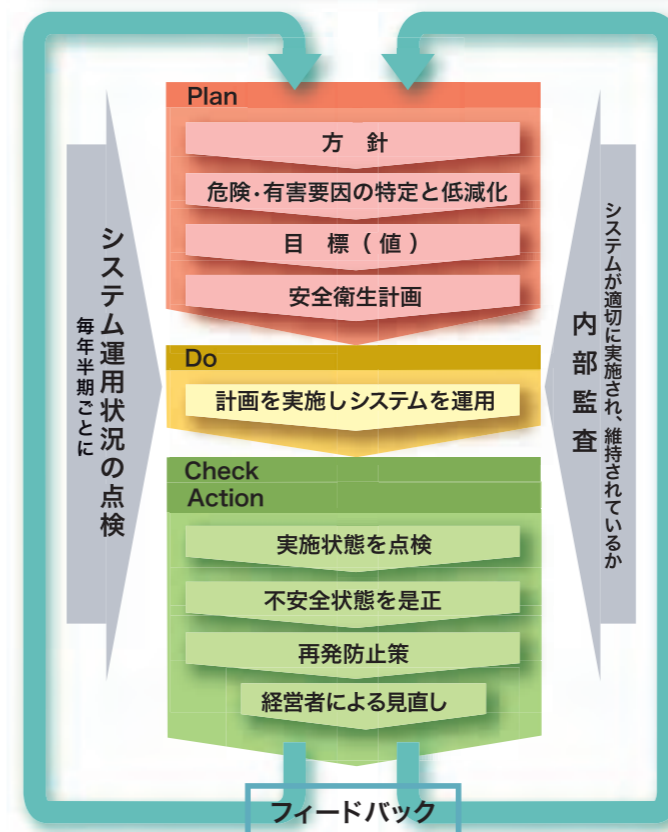 Plan
方　針
危険・有害要因の特定と低減化
目　標（値）
安全衛生計画
Do
計画を実施しシステムを運用
Check
Action
実施状態を点検
不安全状態を是正
再発防止策
経営者による見直し
フィードバック
システム運用状況の点検
毎年半期ごとに
システムが適切に実施され、維持されているか
内部監査